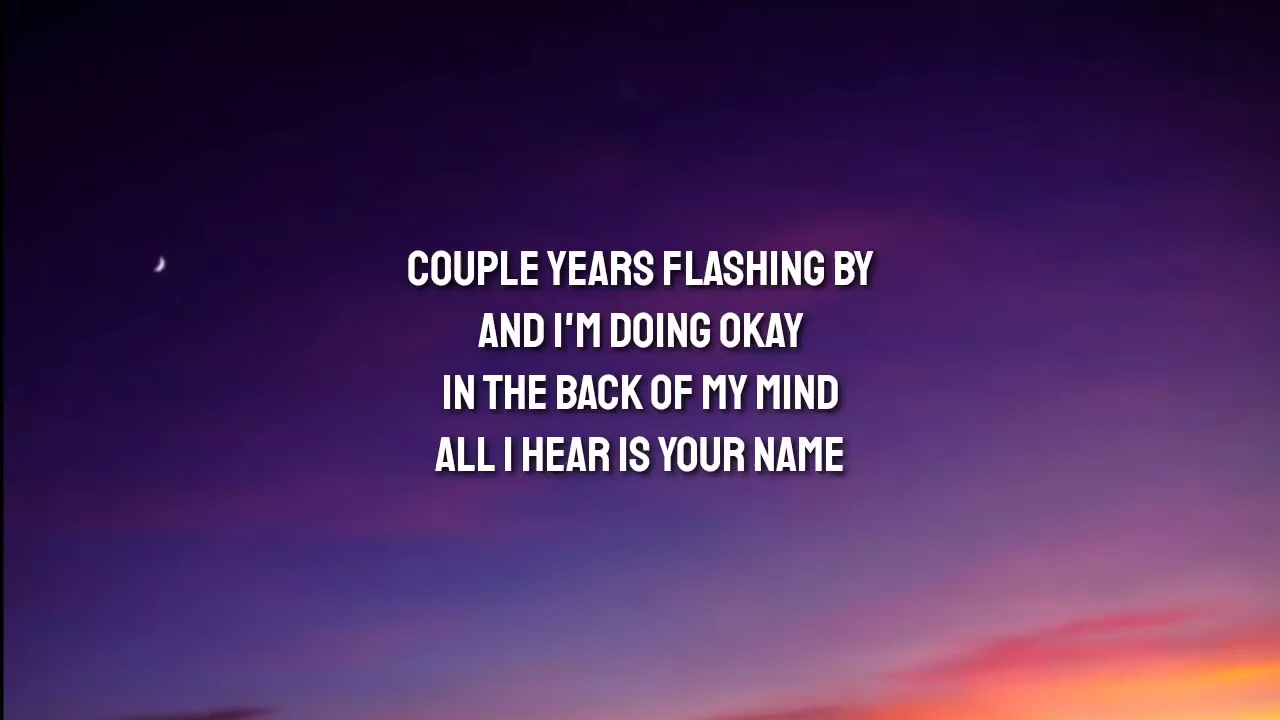 COUPLE YEARS FLASHING BY
AND I'M DOING OKAY
IN THE BACK OF MY MIND
ALL I HEAR IS YOUR NAME